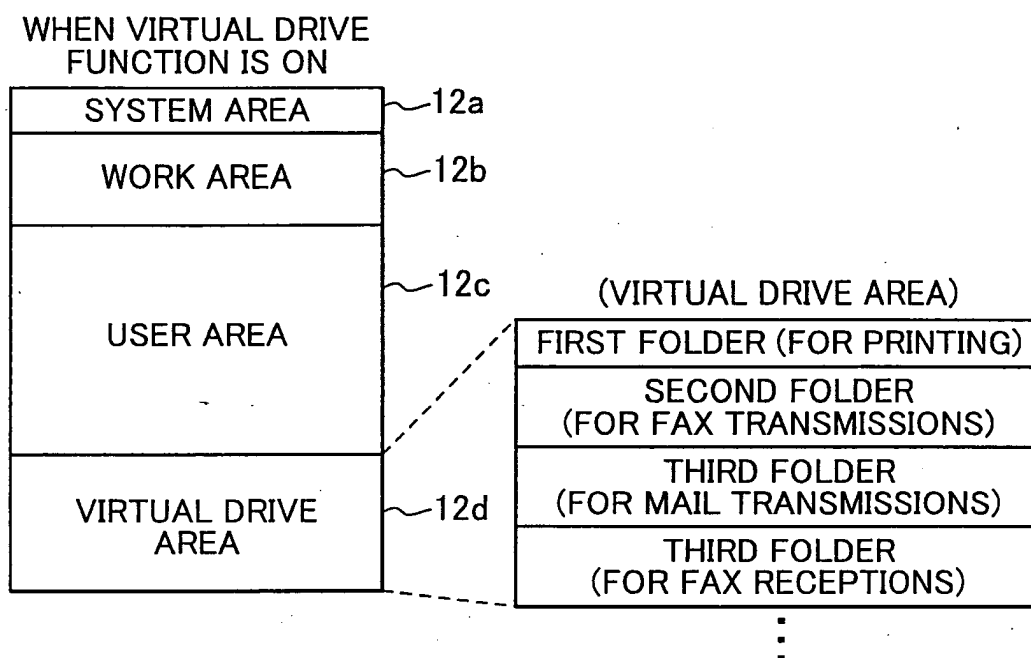 WHEN VIRTUAL DRIVE
FUNCTION IS ON
SYSTEM AREA
12a
WORK AREA
12b
USER AREA
12c
VIRTUAL DRIVE
AREA
12d
(VIRTUAL DRIVE AREA)
FIRST FOLDER (FOR PRINTING)
SECOND FOLDER
(FOR FAX TRANSMISSIONS)
THIRD FOLDER
(FOR MAIL TRANSMISSIONS)
THIRD FOLDER
(FOR FAX RECEPTIONS)